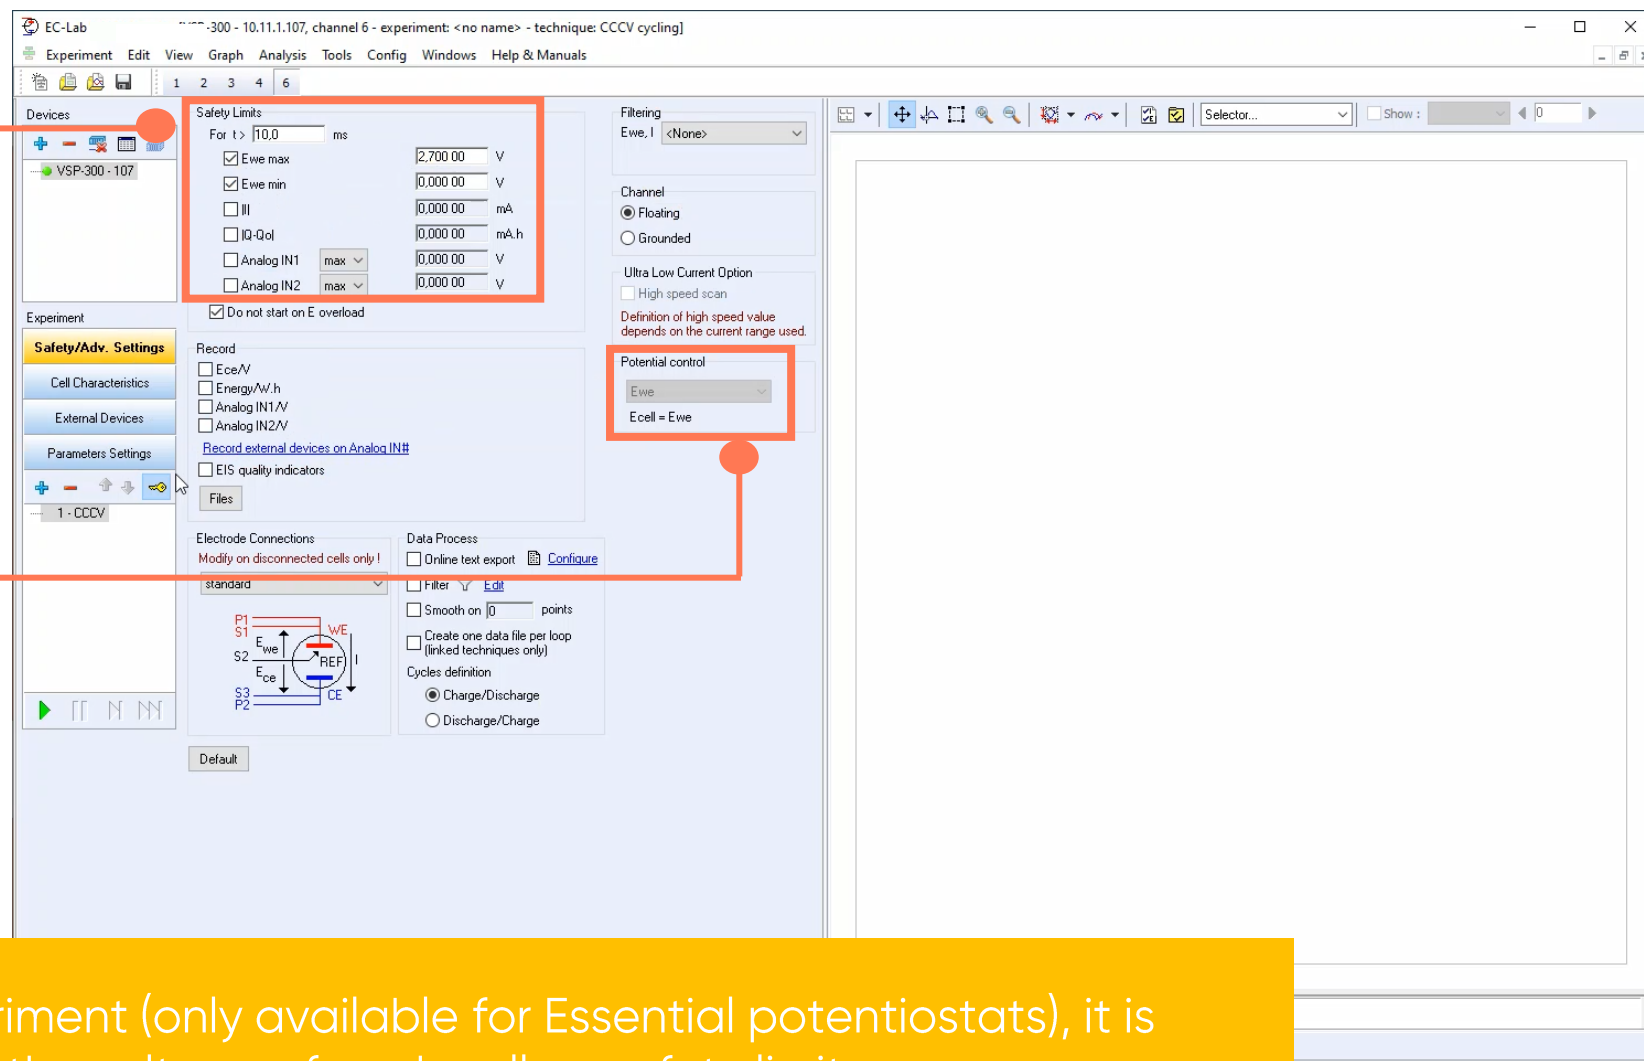 EC-Lab
-300 - 10.11.1.107, channel 6 - experiment: <no name> - technique: CCCV cycling]
Experiment Edit View Graph Analysis Tools Config Windows Help & Manuals
1 2 3 4 6
Devices
VSP-300 - 107
Experiment
Safety/Adv. Settings
Cell Characteristics
External Devices
Parameters Settings
1 - CCCV
Safety Limits
For t > 10,0 ms
Ewe max 2,700 00 V
Ewe min 0,000 00 V
|I| 0,000 00 mA
|Q-Qo| 0,000 00 mA.h
Analog IN1 max 0,000 00 V
Analog IN2 max 0,000 00 V
Do not start on E overload
Record
Ece/V
Energy/W.h
Analog IN1/V
Analog IN2/V
Record external devices on Analog IN#
EIS quality indicators
Files
Electrode Connections
Modify on disconnected cells only !
standard
P1
S1
Ewe
WE
S2
REF
I
Ece
S3
CE
P2
Default
Data Process
Online text export Configure
Filter Edit
Smooth on 0 points
Create one data file per loop
(linked techniques only)
Cycles definition
Charge/Discharge
Discharge/Charge
Filtering
Ewe, I <None>
Channel
Floating
Grounded
Ultra Low Current Option
High speed scan
Definition of high speed value
depends on the current range used.
Potential control
Ewe
Ecell = Ewe
Selector... Show : 0
riment (only available for Essential potentiostats), it is